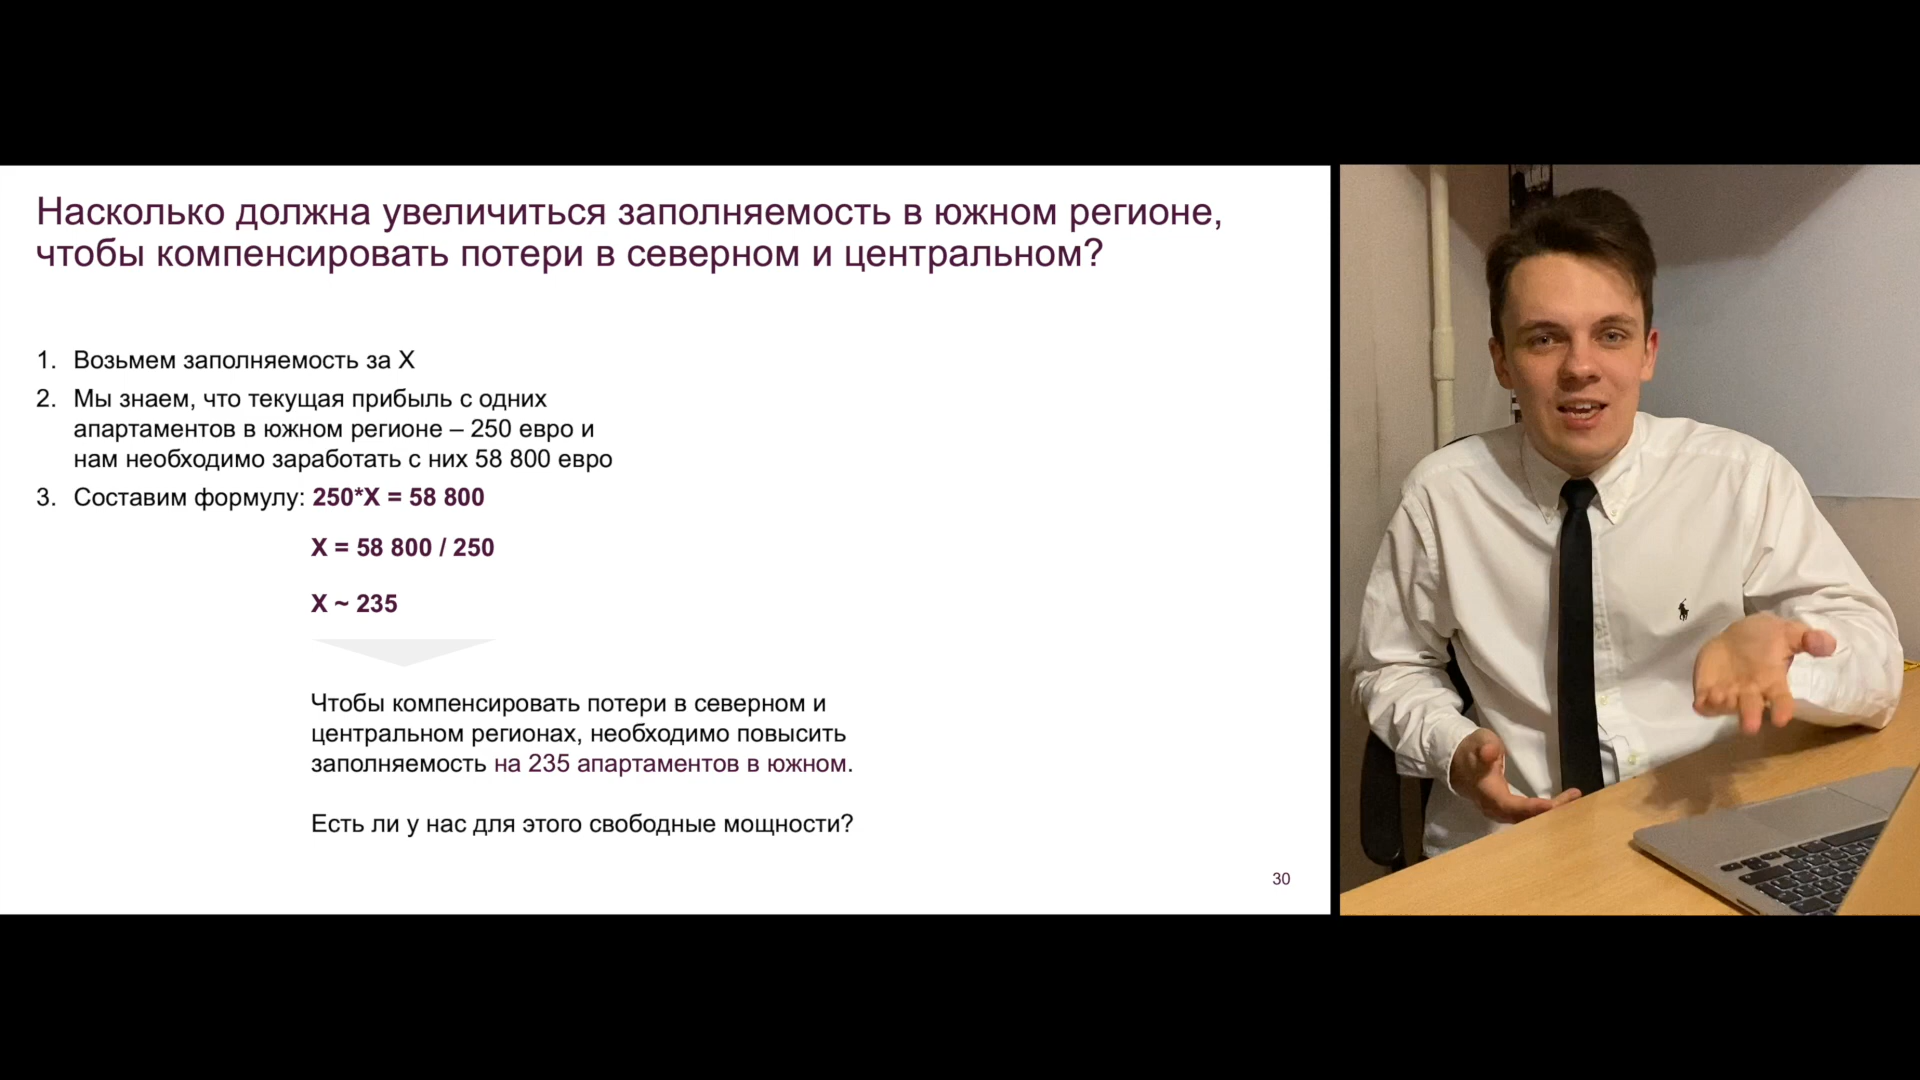 Насколько должна увеличиться заполняемость в южном регионе,
чтобы компенсировать потери в северном и центральном?
1. Возьмем заполняемость за X
2. Мы знаем, что текущая прибыль с одних
апартаментов в южном регионе – 250 евро и
нам необходимо заработать с них 58 800 евро
3. Составим формулу: 250*X = 58 800
X = 58 800 / 250
X ~ 235
Чтобы компенсировать потери в северном и
центральном регионах, необходимо повысить
заполняемость на 235 апартаментов в южном.
Есть ли у нас для этого свободные мощности?
30